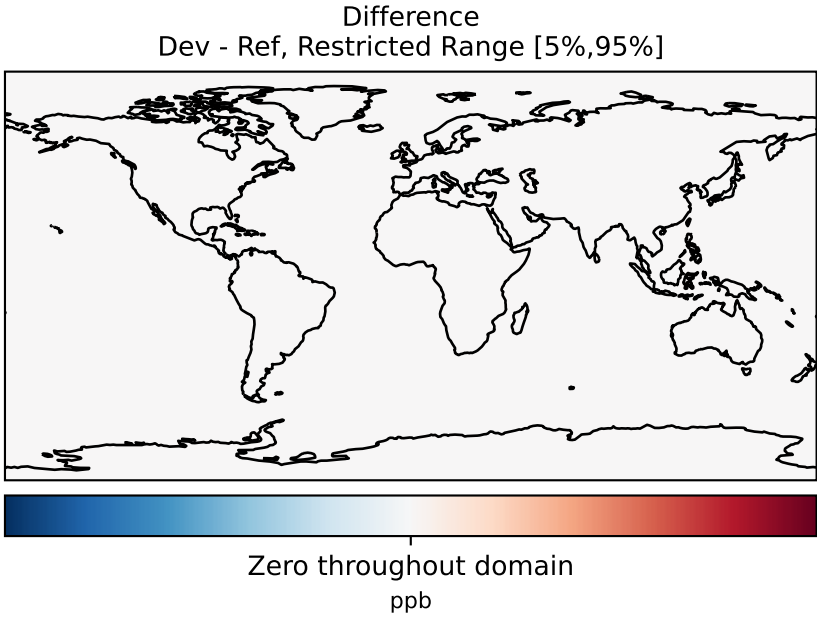 Difference
Dev - Ref, Restricted Range [5%,95%]
Zero throughout domain
ppb